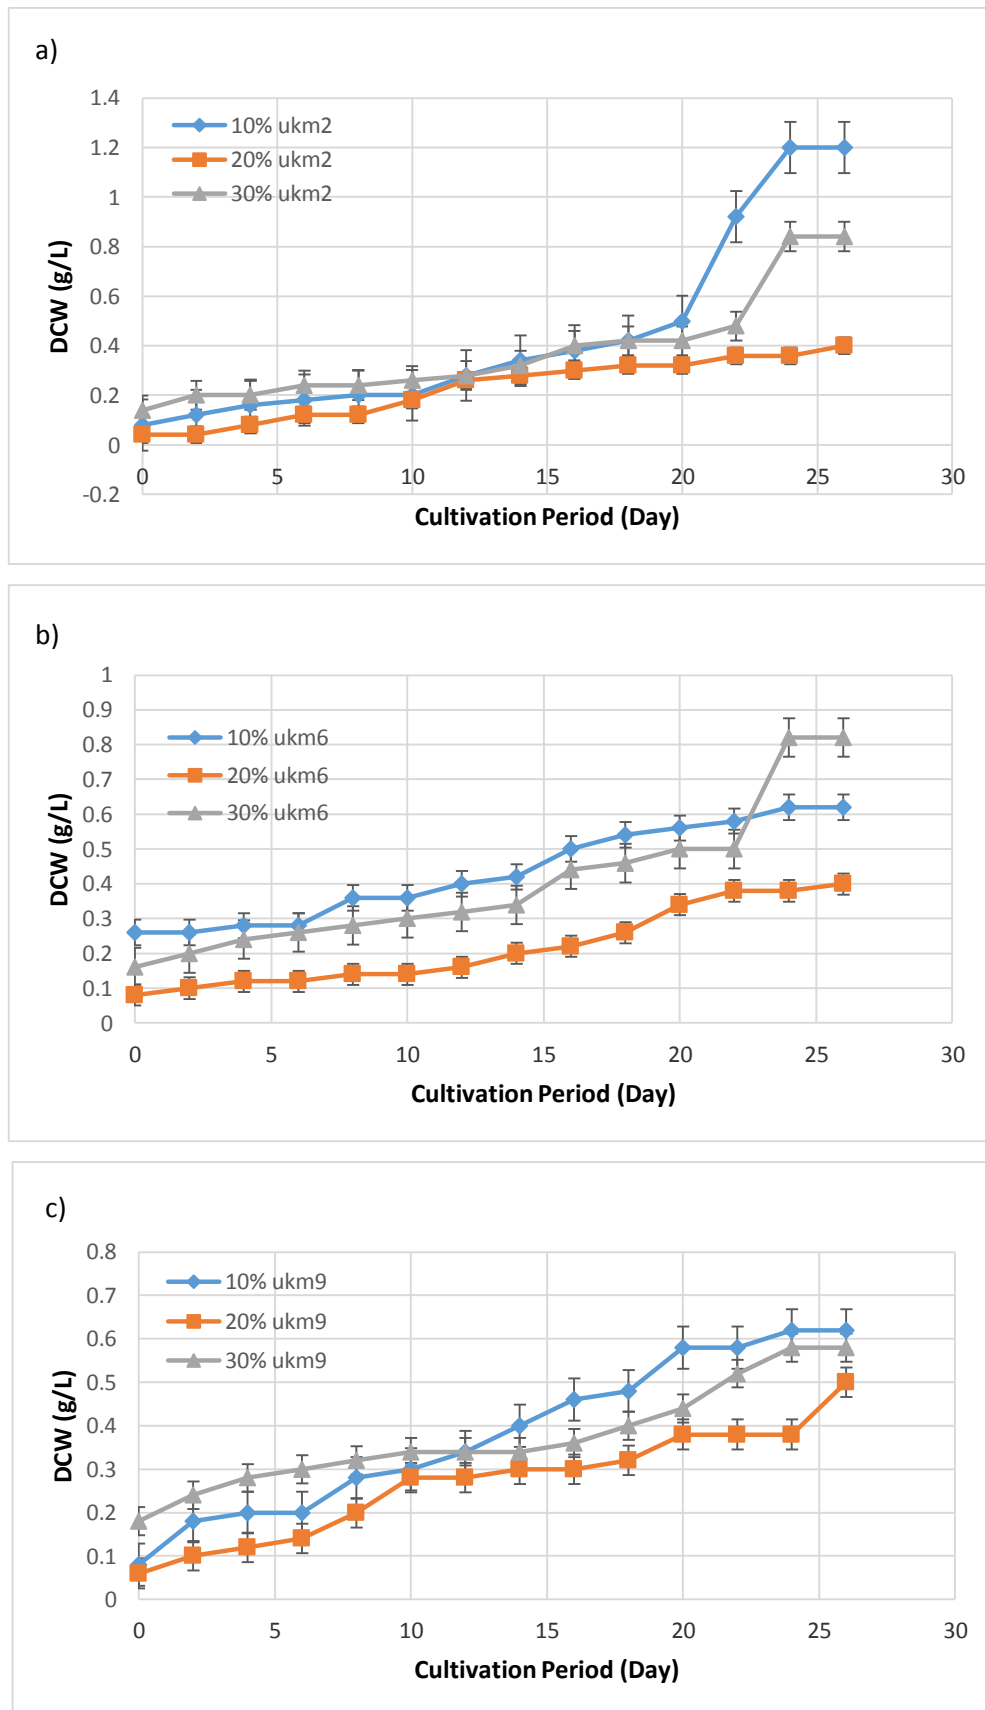 a)
1.4
1.2
1
0.8
0.6
0.4
0.2
0
-0.2
10% ukm2
20% ukm2
30% ukm2
DCW (g/L)
0 5 10 15 20 25 30
Cultivation Period (Day)
b)
1
0.9
0.8
0.7
0.6
0.5
0.4
0.3
0.2
0.1
0
10% ukm6
20% ukm6
30% ukm6
DCW (g/L)
0 5 10 15 20 25 30
Cultivation Period (Day)
c)
0.8
0.7
0.6
0.5
0.4
0.3
0.2
0.1
0
10% ukm9
20% ukm9
30% ukm9
DCW (g/L)
0 5 10 15 20 25 30
Cultivation Period (Day)